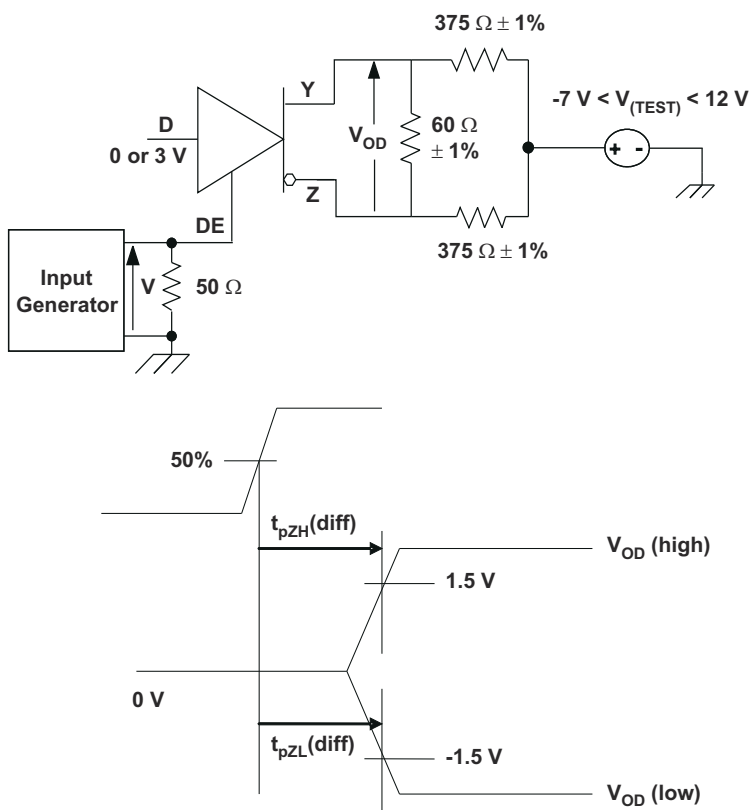 375 Ω ± 1%
Y
-7 V < V(TEST) < 12 V
D
VOD
60 Ω
± 1%
0 or 3 V
Z
DE
375 Ω ± 1%
Input
Generator
V
50 Ω
50%
tpZH(diff)
VOD (high)
1.5 V
0 V
tpZL(diff)
-1.5 V
VOD (low)